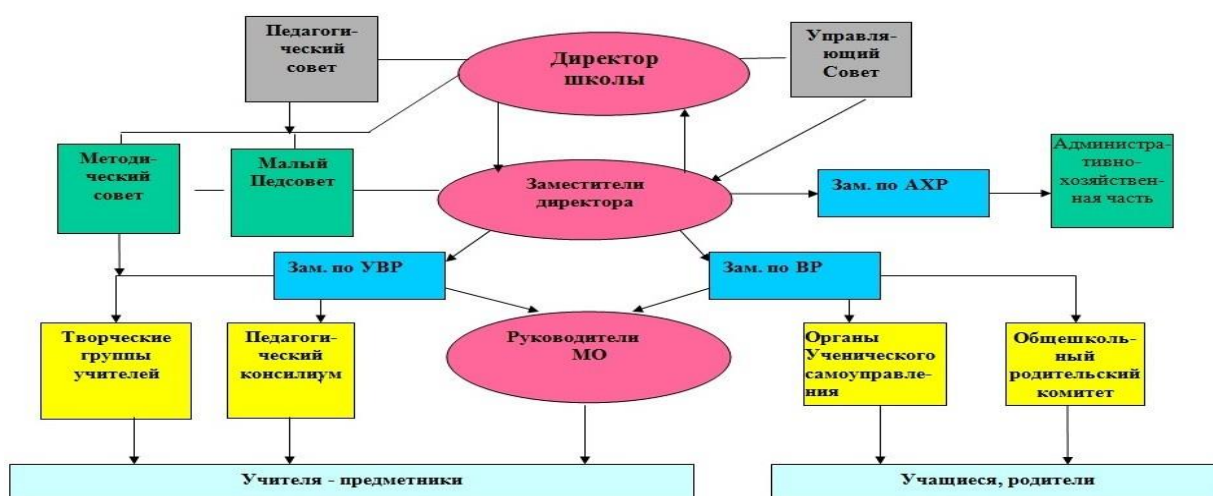 Педагоги-
ческий
совет
Директор
школы
Управля-
ющий
Совет
Методи-
ческий
совет
Малый
Педсовет
Заместители
директора
Зам. по АХР
Администра-
тивно-
хозяйствен-
ная часть
Зам. по УВР
Зам. по ВР
Творческие
группы
учителей
Педагоги-
ческий
консилиум
Руководители
МО
Органы
Ученического
самоуправле-
ния
Общешколь-
ный
родительский
комитет
Учителя - предметники
Учащиеся, родители